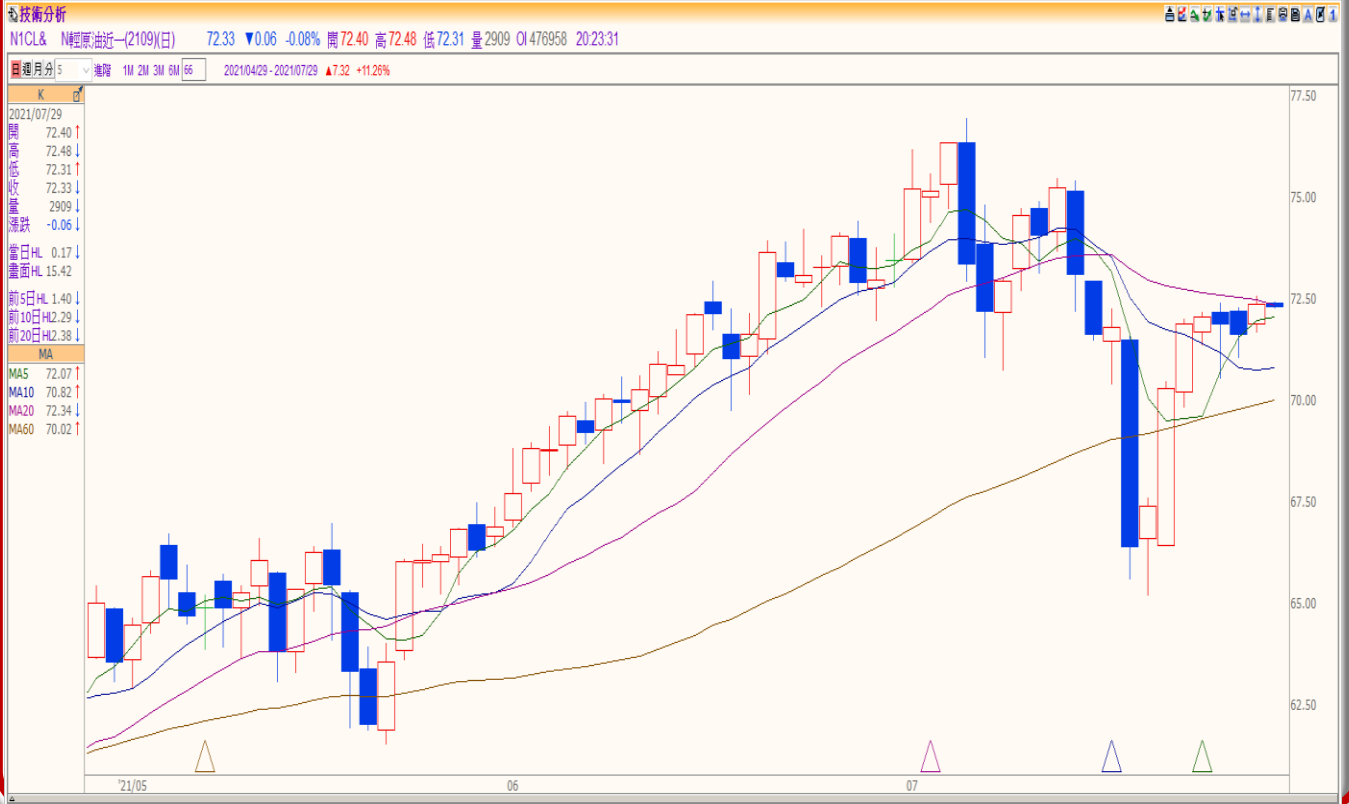 技術分析
N1CL& N輕原油近一(2109)(日) 72.33 ▼0.06 -0.08% 開 72.40 高 72.48 低 72.31 量 2909 OI 476958 20:23:31
日 週 月 分 5 進階 1M 2M 3M 6M 66 2021/04/29 - 2021/07/29 ▲7.32 +11.26%
K
2021/07/29
開 72.40↑
高 72.48↓
低 72.31↑
收 72.33↓
量 2909↓
漲跌 -0.06↓
當日HL 0.17↓
畫面HL 15.42
前5日HL 1.40↓
前10日HL2.29↓
前20日HL2.38↓
MA
MA5 72.07↑
MA10 70.82↑
MA20 72.34↓
MA60 70.02↑
77.50
75.00
72.50
70.00
67.50
65.00
62.50
'21/05 06 07